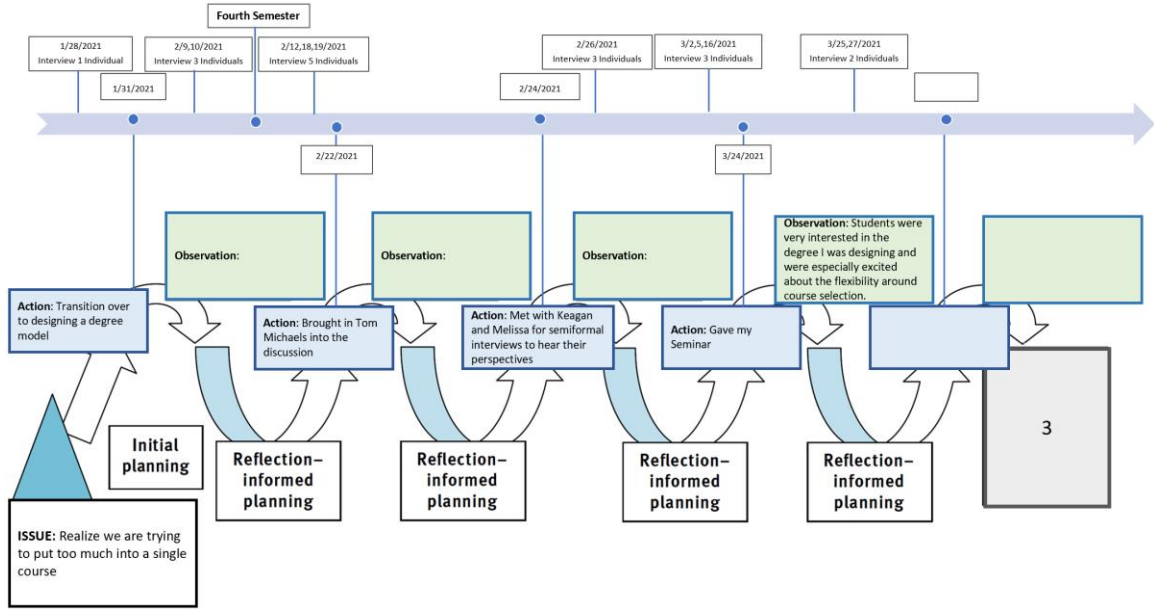 Fourth Semester
1/28/2021
Interview 1 Individual
2/9,10/2021
Interview 3 Individuals
2/12,18,19/2021
Interview 5 Individuals
2/26/2021
Interview 3 Individuals
3/2,5,16/2021
Interview 3 Individuals
3/25,27/2021
Interview 2 Individuals
1/31/2021
2/24/2021
2/22/2021
3/24/2021
Observation:
Observation:
Observation:
Observation: Students were
very interested in the
degree I was designing and
were especially excited
about the flexibility around
course selection.
Action: Transition over
to designing a degree
model
Action: Brought in Tom
Michaels into the
discussion
Action: Met with Keagan
and Melissa for semiformal
interviews to hear their
perspectives
Action: Gave my
Seminar
Initial
planning
Reflection–
informed
planning
Reflection–
informed
planning
Reflection–
informed
planning
Reflection–
informed
planning
3
ISSUE: Realize we are trying
to put too much into a single
course